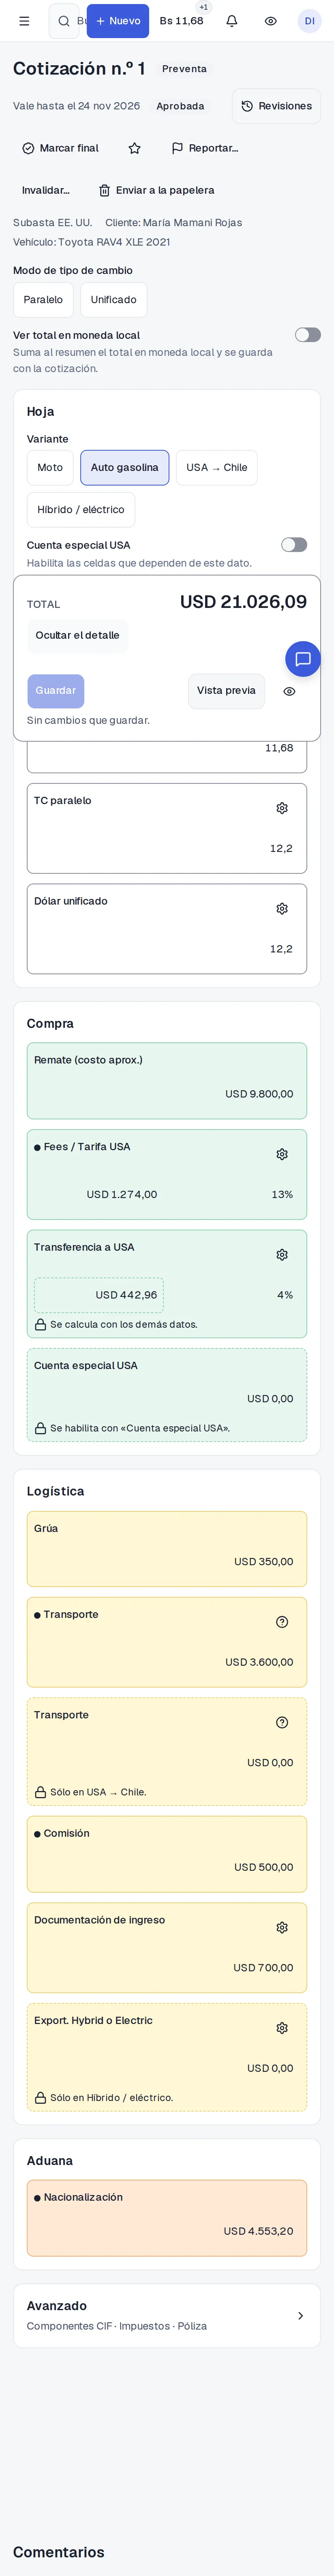 +1
Nuevo
Bs 11,68
DI
Cotización n.º 1
Preventa
Vale hasta el 24 nov 2026
Aprobada
Revisiones
Marcar final
Reportar...
Invalidar...
Enviar a la papelera
Subasta EE. UU.
Cliente: María Mamani Rojas
Vehículo: Toyota RAV4 XLE 2021
Modo de tipo de cambio
Paralelo
Unificado
Ver total en moneda local
Suma al resumen el total en moneda local y se guarda
con la cotización.
Hoja
Variante
Moto
Auto gasolina
USA → Chile
Híbrido / eléctrico
Cuenta especial USA
Habilita las celdas que dependen de este dato.
TOTAL
USD 21.026,09
Ocultar el detalle
Guardar
Vista previa
Sin cambios que guardar.
11,68
TC paralelo
12,2
Dólar unificado
12,2
Compra
Remate (costo aprox.)
USD 9.800,00
Fees / Tarifa USA
USD 1.274,00
13%
Transferencia a USA
USD 442,96
4%
Se calcula con los demás datos.
Cuenta especial USA
USD 0,00
Se habilita con «Cuenta especial USA».
Logística
Grúa
USD 350,00
Transporte
USD 3.600,00
Transporte
USD 0,00
Sólo en USA → Chile.
Comisión
USD 500,00
Documentación de ingreso
USD 700,00
Export. Hybrid o Electric
USD 0,00
Sólo en Híbrido / eléctrico.
Aduana
Nacionalización
USD 4.553,20
Avanzado
Componentes CIF · Impuestos · Póliza
Comentarios